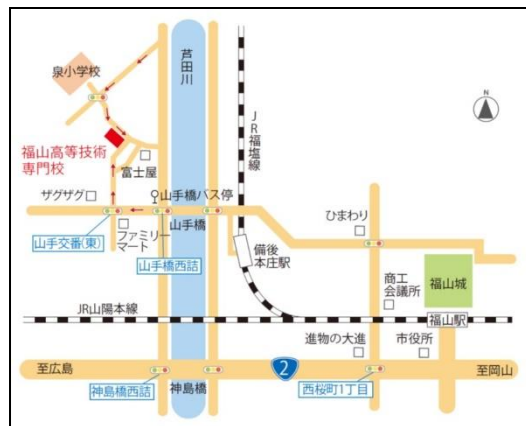 泉小学校
芦田川
N
JR福塩線
福山高等技術
専門校
富士屋
ザグザグ
山手橋バス停
ひまわり
山手橋
ファミリー
マート
山手交番(東)
山手橋西詰
備後
本庄駅
商工
会議所
福山城
JR山陽本線
福山駅
進物の大進
市役所
至広島
神島橋
2
至岡山
神島橋西詰
西桜町1丁目